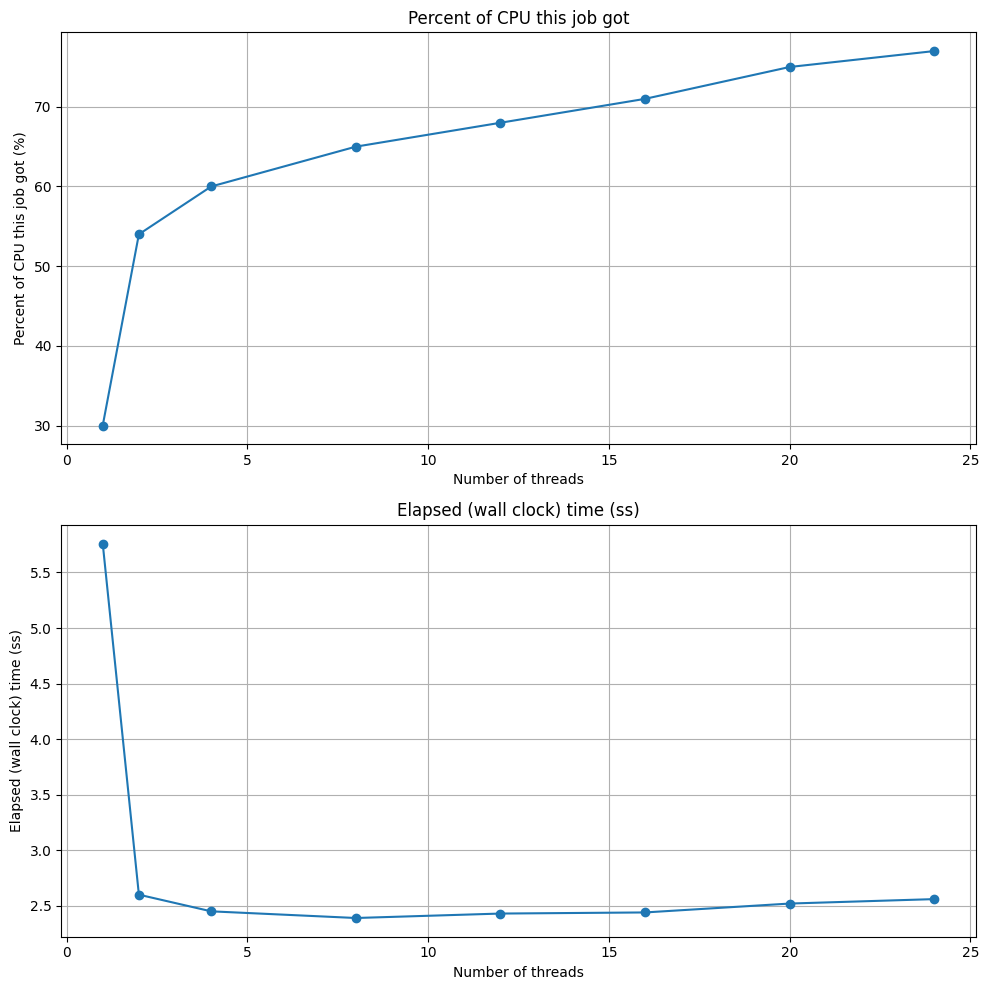 Percent of CPU this job got
Percent of CPU this job got (%)
70
60
50
40
30
0 5 10 15 20 25
Number of threads
Elapsed (wall clock) time (ss)
Elapsed (wall clock) time (ss)
5.5
5.0
4.5
4.0
3.5
3.0
2.5
0 5 10 15 20 25
Number of threads